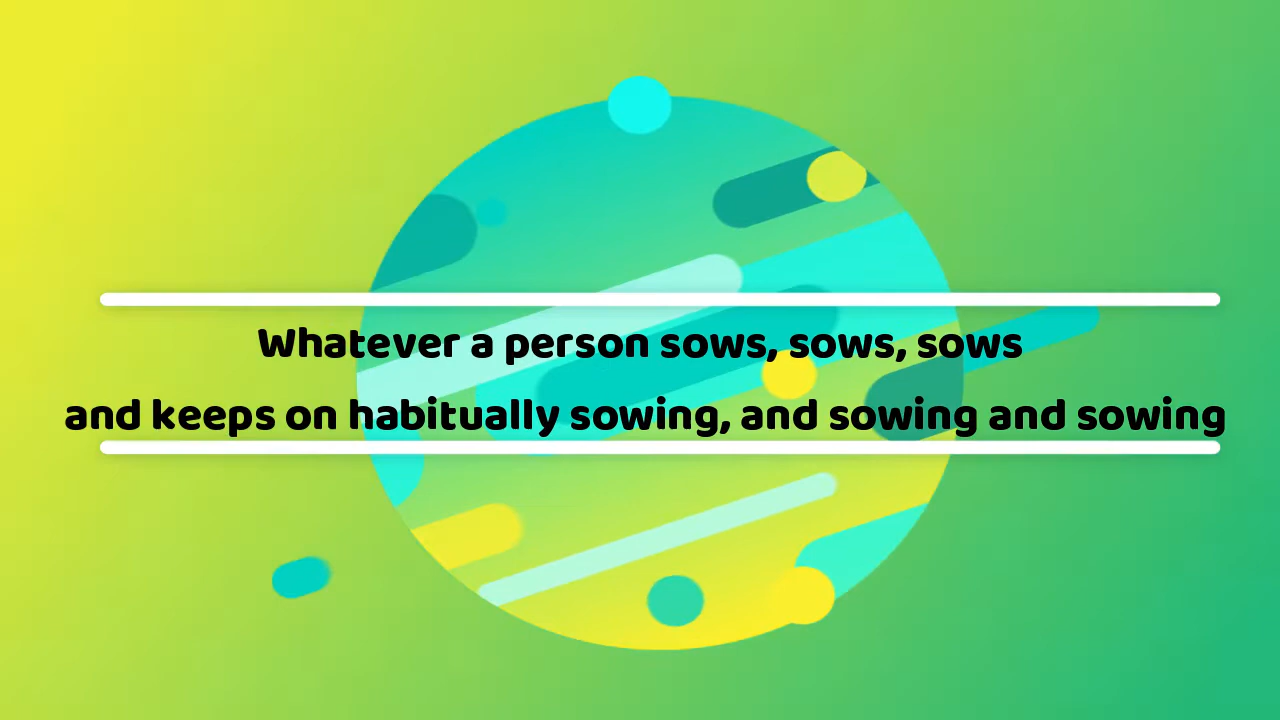 Whatever a person sows, sows, sows
and keeps on habitually sowing, and sowing and sowing